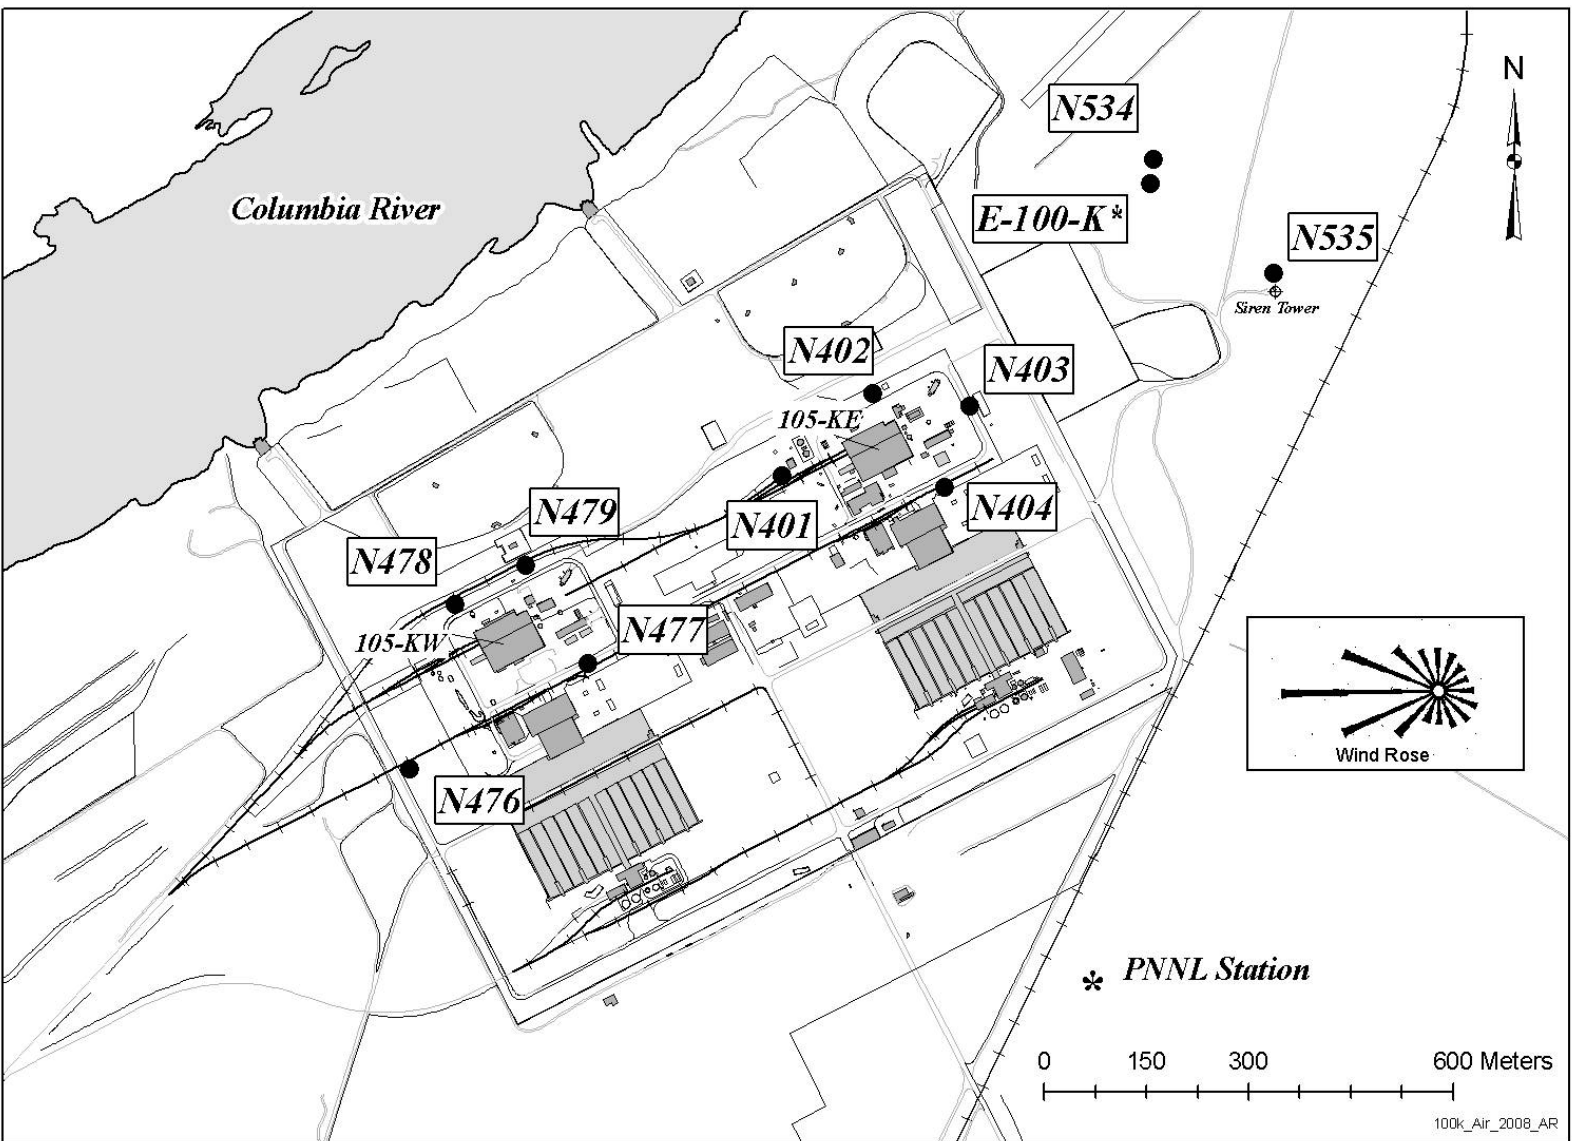 N
N534
Columbia River
E-100-K*
N535
Siren Tower
N402
N403
105-KE
N479
N401
N404
N478
N477
105-KW
N476
Wind Rose
* PNNL Station
0 150 300 600 Meters
100k_Air_2008_AR